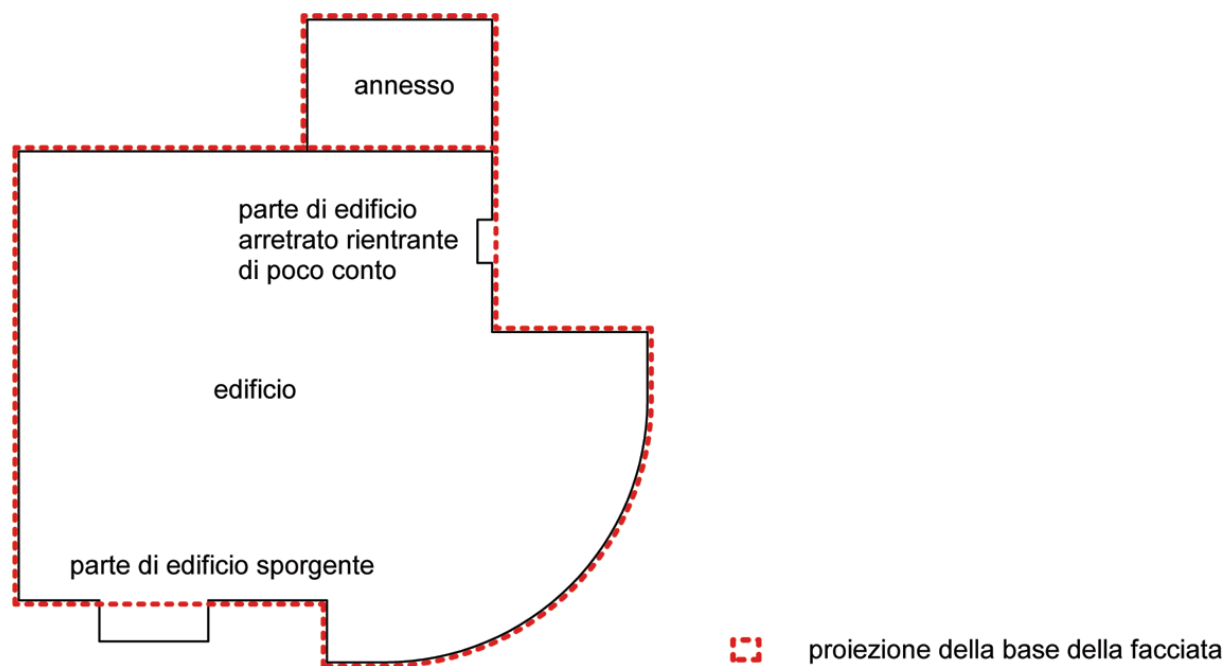 annesso
parte di edificio
arretrato rientrante
di poco conto
edificio
parte di edificio sporgente
proiezione della base della facciata